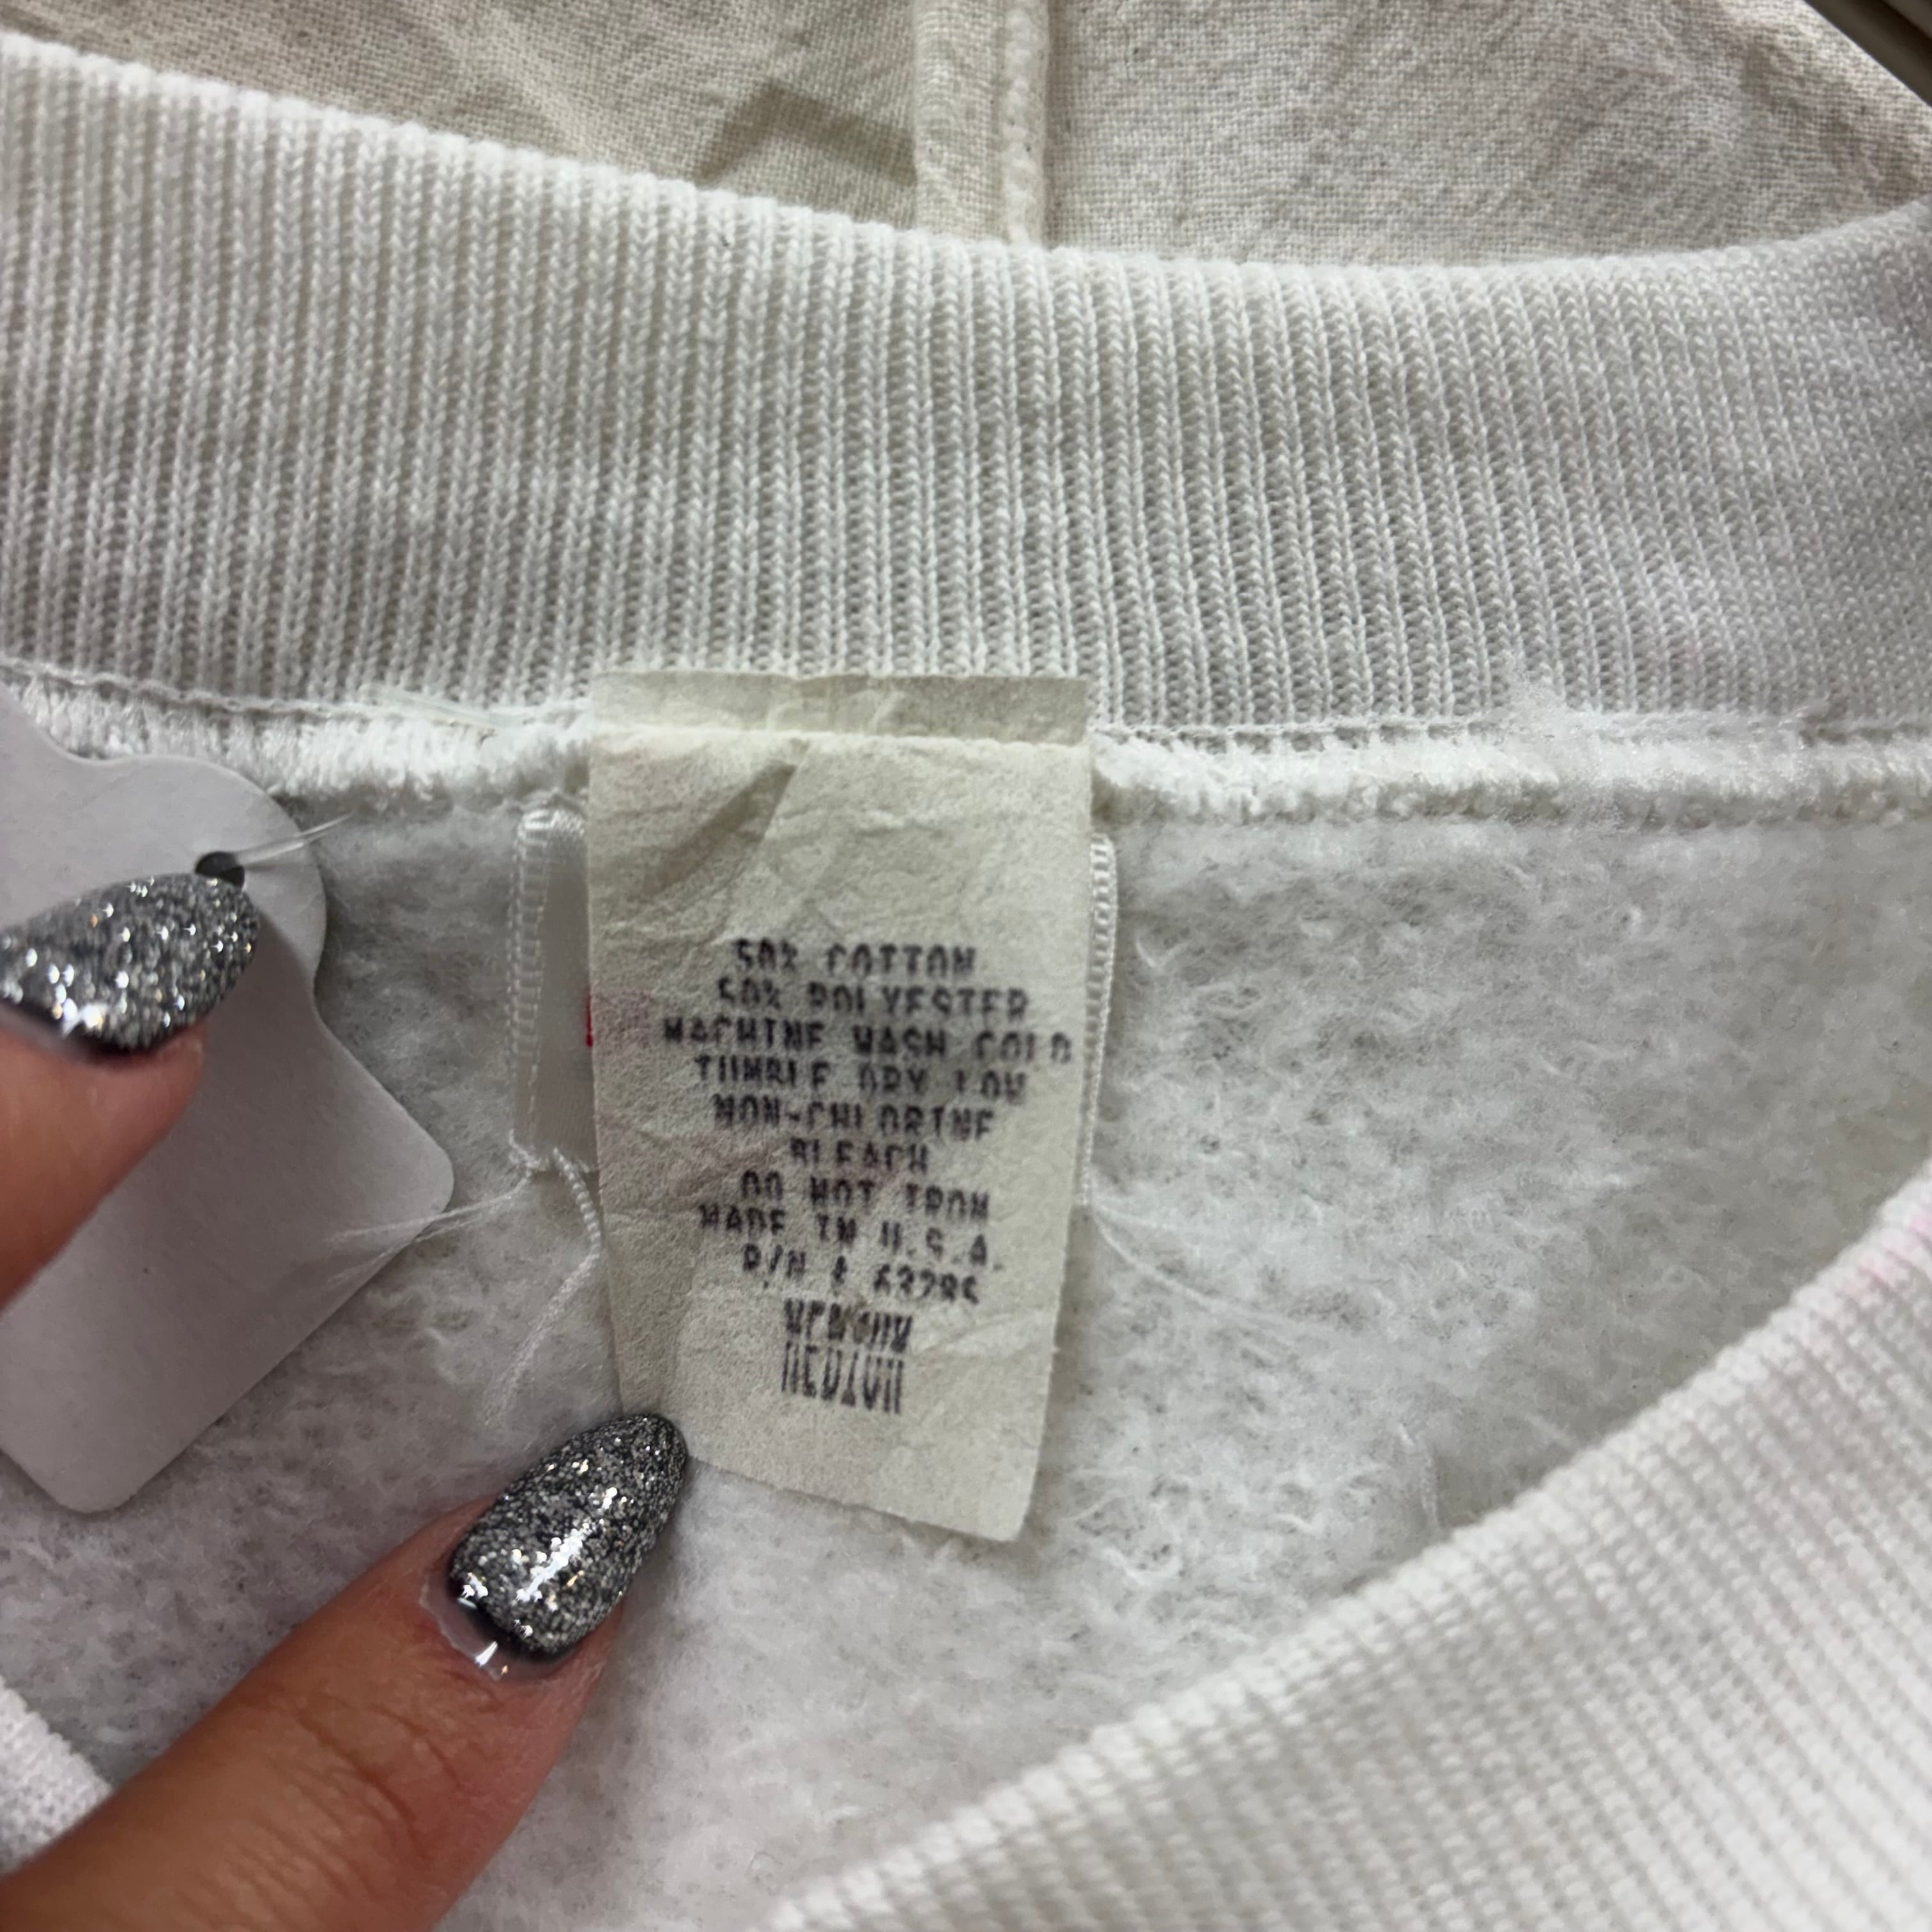 50% COTTON
50% POLYESTER
MACHINE WASH COLD
TUMBLE DRY LOW
NON-CHLORINE
BLEACH
DO NOT IRON
MADE IN U.S.A.
MEDIUM
MEDIUM